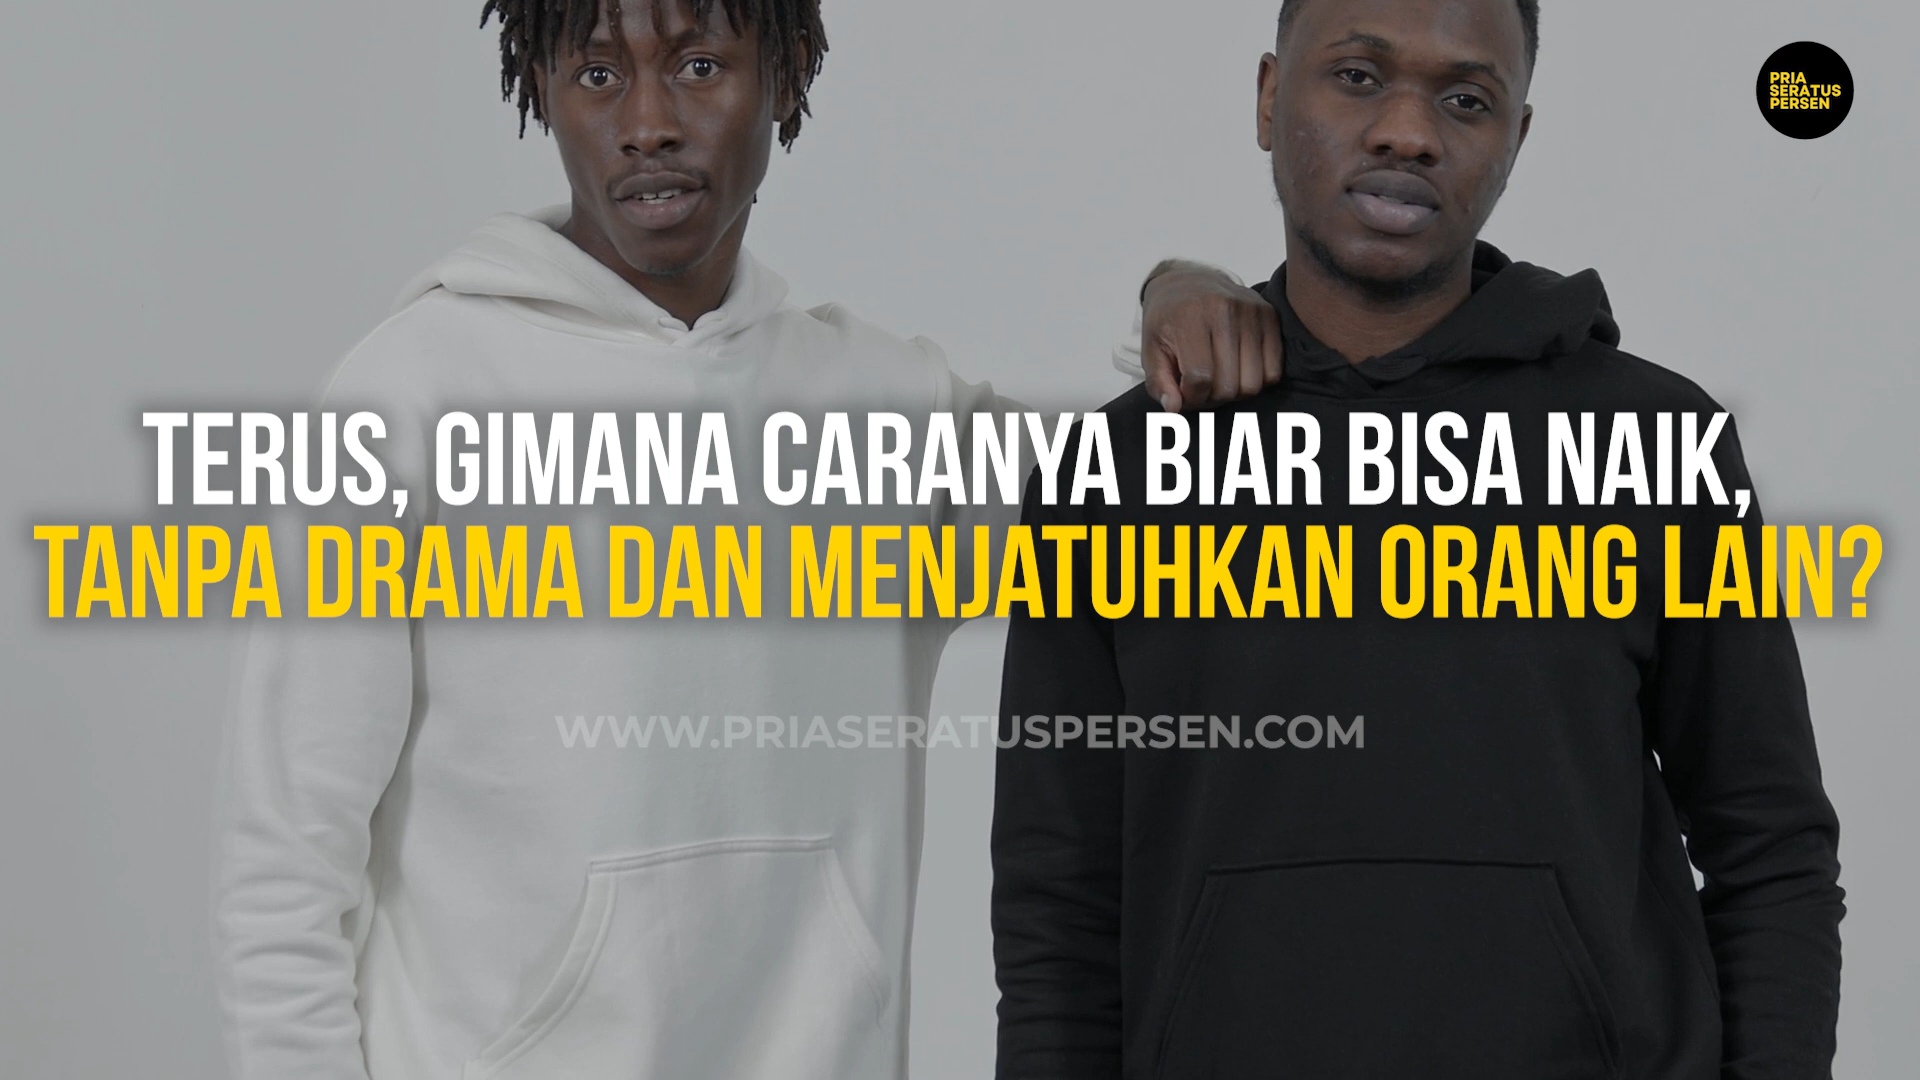 PRIA
SERATUS
PERSEN
TERUS, GIMANA CARANYA BIAR BISA NAIK,
TANPA DRAMA DAN MENJATUHKAN ORANG LAIN?
WWW.PRIASERATUSPERSEN.COM